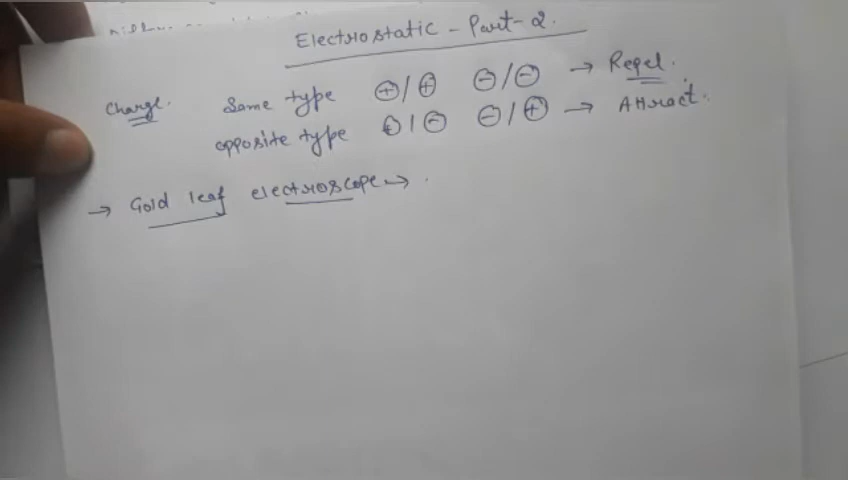 Electrostatic - Part-2.
Charge. Same type ⊕/⊕ ⊖/⊖ → Repel.
opposite type ⊕/⊖ ⊖/⊕ → Attract.
→ Gold leaf electroscope →.